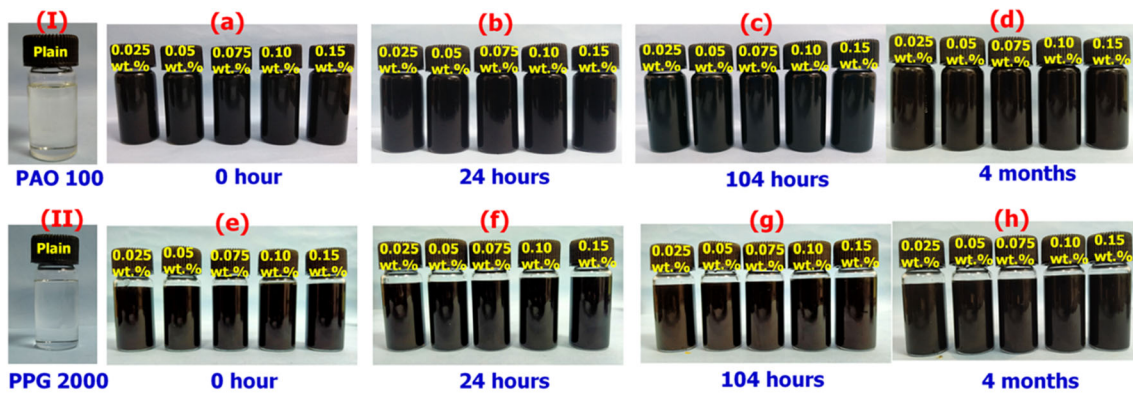 (I)
(a)
(b)
(c)
(d)
Plain
0.025 0.05 0.075 0.10 0.15
wt.% wt.% wt.% wt.% wt.%
0.025 0.05 0.075 0.10 0.15
wt.% wt.% wt.% wt.% wt.%
0.025 0.05 0.075 0.10 0.15
wt.% wt.% wt.% wt.% wt.%
0.025 0.05 0.075 0.10 0.15
wt.% wt.% wt.% wt.% wt.%
PAO 100
0 hour
24 hours
104 hours
4 months
(II)
(e)
(f)
(g)
(h)
Plain
0.025 0.05 0.075 0.10 0.15
wt.% wt.% wt.% wt.% wt.%
0.025 0.05 0.075 0.10 0.15
wt.% wt.% wt.% wt.% wt.%
0.025 0.05 0.075 0.10 0.15
wt.% wt.% wt.% wt.% wt.%
0.025 0.05 0.075 0.10 0.15
wt.% wt.% wt.% wt.% wt.%
PPG 2000
0 hour
24 hours
104 hours
4 months